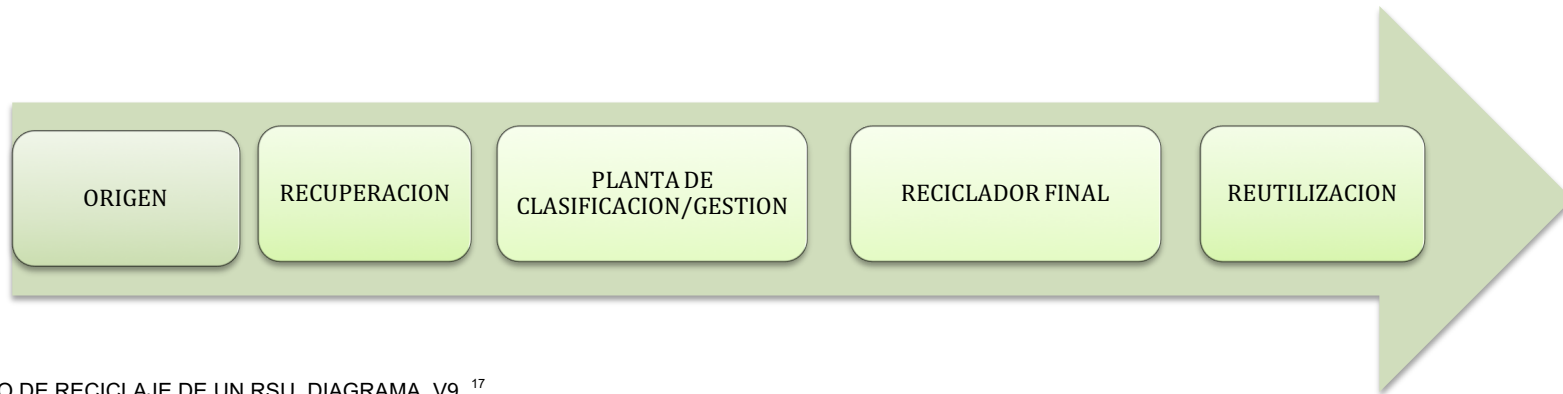 ORIGEN
RECUPERACION
PLANTA DE
CLASIFICACION/GESTION
RECICLADOR FINAL
REUTILIZACION
O DE RECICLAJE DE UN RSU. DIAGRAMA. V9. 17